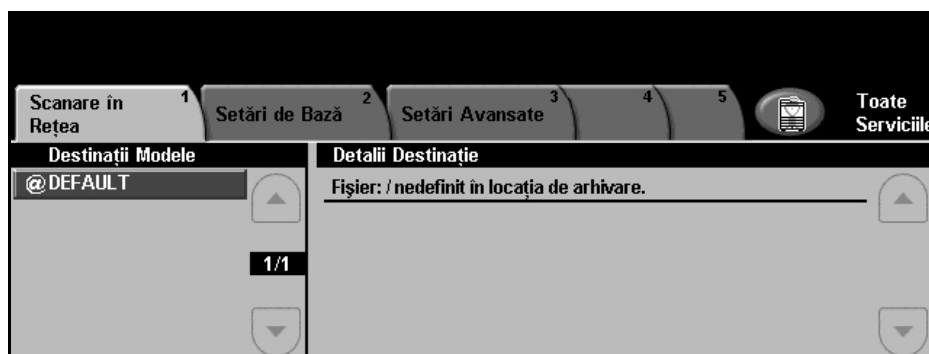 Scanare în
Rețea
1
Setări de Bază
2
Setări Avansate
3
4
5
Toate
Serviciile
Destinații Modele
Detalii Destinație
@DEFAULT
Fişier: / nedefinit în locația de arhivare.
1/1